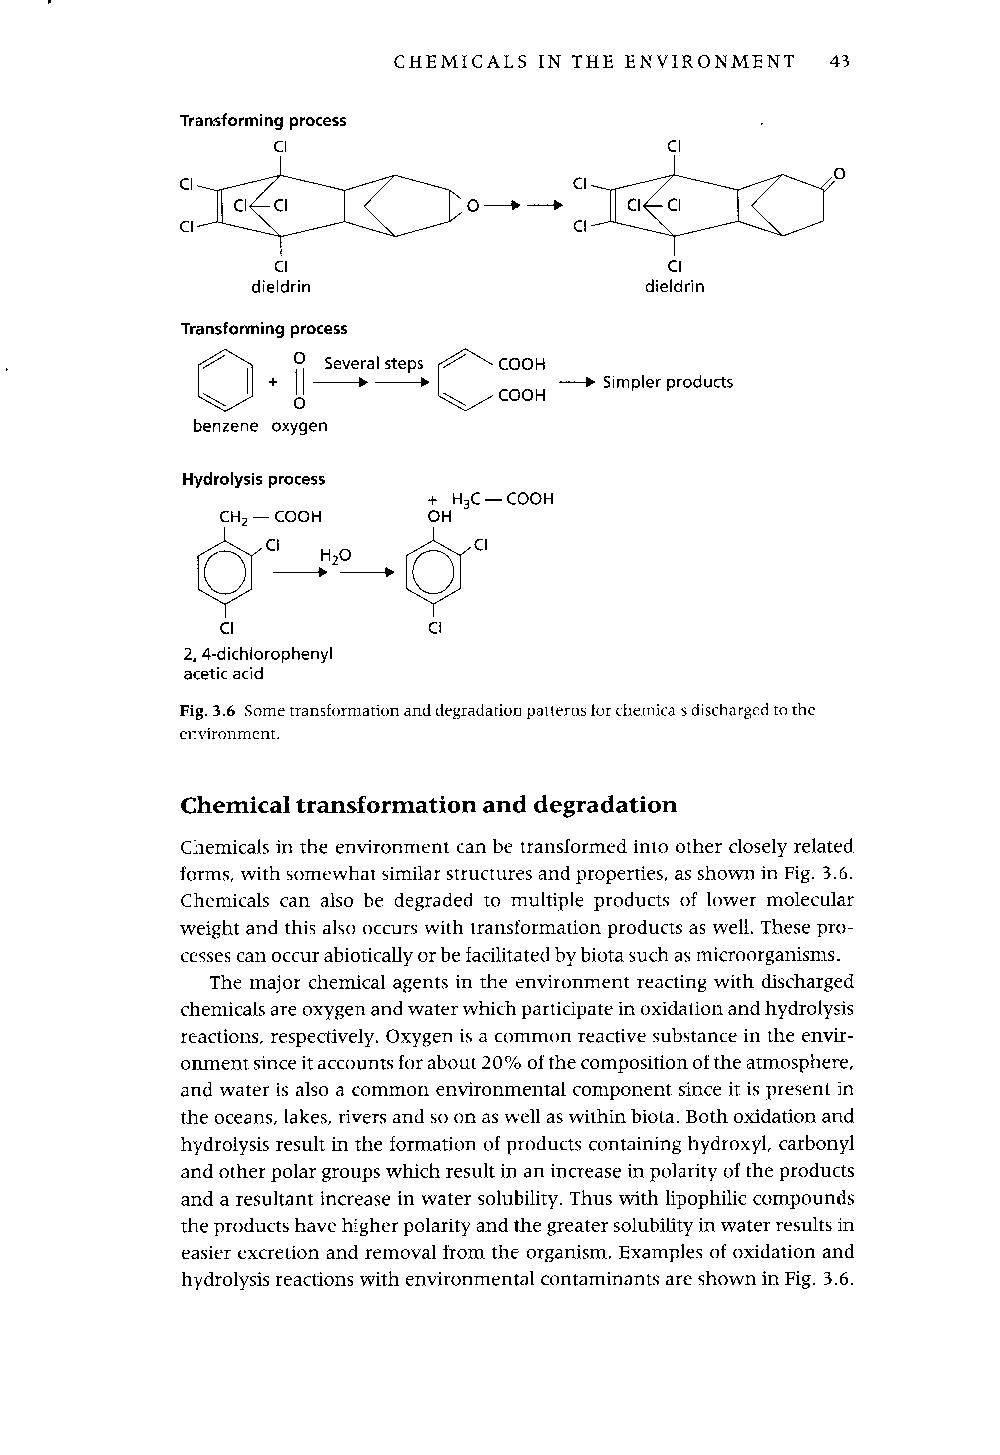 CHEMICALS IN THE ENVIRONMENT 43
Transforming process
Cl Cl
Cl Cl O
Cl Cl O Cl Cl
Cl Cl
Cl Cl
dieldrin dieldrin
Transforming process
O Several steps COOH
+ Simpler products
O COOH
benzene oxygen
Hydrolysis process
+ H₃C — COOH
CH₂ — COOH OH
Cl H₂O Cl
Cl Cl
2, 4-dichlorophenyl
acetic acid
Fig. 3.6 Some transformation and degradation patterns for chemica s discharged to the
environment.
Chemical transformation and degradation
Chemicals in the environment can be transformed into other closely related
forms, with somewhat similar structures and properties, as shown in Fig. 3.6.
Chemicals can also be degraded to multiple products of lower molecular
weight and this also occurs with transformation products as well. These pro-
cesses can occur abiotically or be facilitated by biota such as microorganisms.
The major chemical agents in the environment reacting with discharged
chemicals are oxygen and water which participate in oxidation and hydrolysis
reactions, respectively. Oxygen is a common reactive substance in the envir-
onment since it accounts for about 20% of the composition of the atmosphere,
and water is also a common environmental component since it is present in
the oceans, lakes, rivers and so on as well as within biota. Both oxidation and
hydrolysis result in the formation of products containing hydroxyl, carbonyl
and other polar groups which result in an increase in polarity of the products
and a resultant increase in water solubility. Thus with lipophilic compounds
the products have higher polarity and the greater solubility in water results in
easier excretion and removal from the organism. Examples of oxidation and
hydrolysis reactions with environmental contaminants are shown in Fig. 3.6.